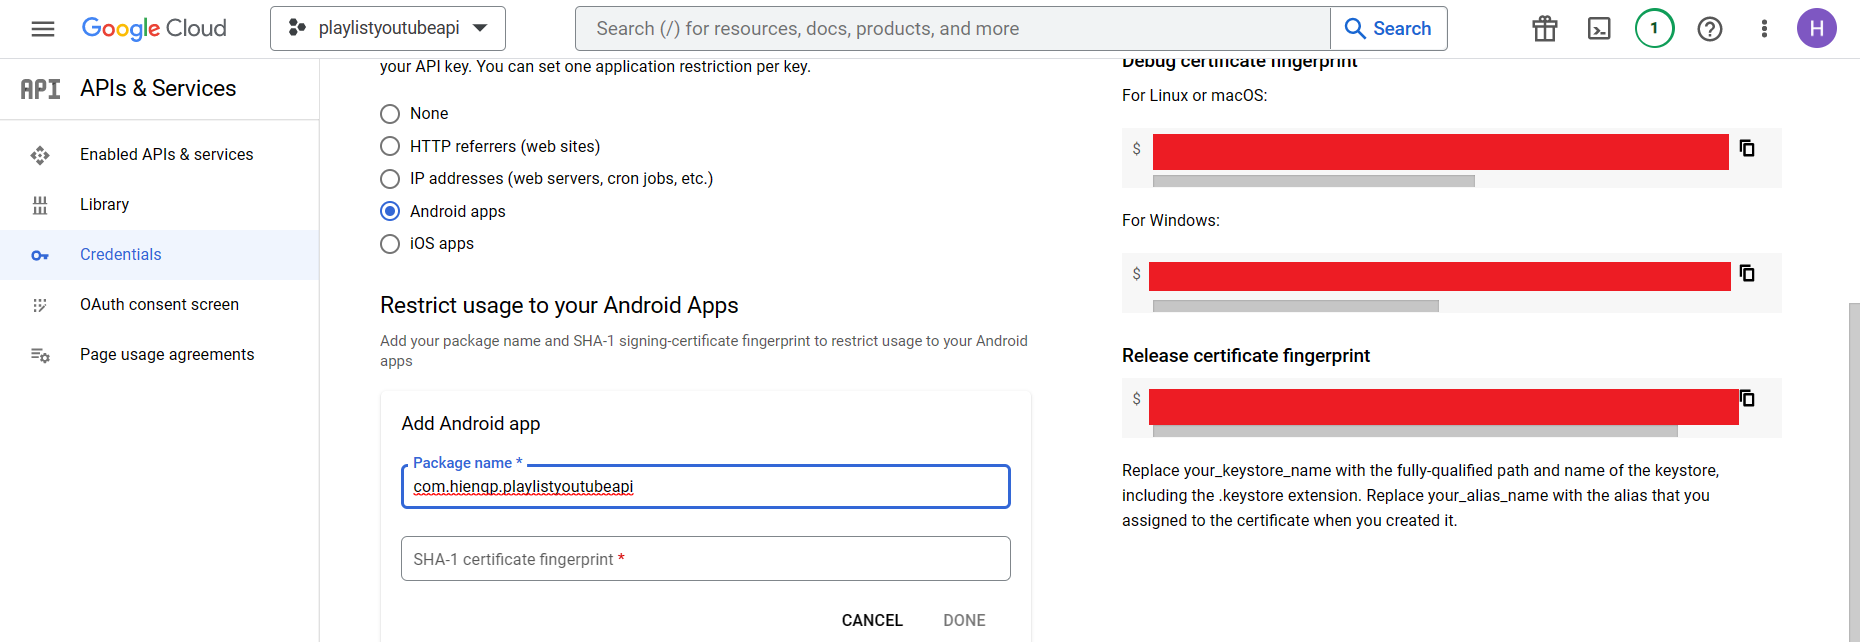 Google Cloud
playlistyoutubeapi
Search (/) for resources, docs, products, and more
Search
1
H
API
APIs & Services
Enabled APIs & services
Library
Credentials
OAuth consent screen
Page usage agreements
your API key. You can set one application restriction per key.
None
HTTP referrers (web sites)
IP addresses (web servers, cron jobs, etc.)
Android apps
iOS apps
Restrict usage to your Android Apps
Add your package name and SHA-1 signing-certificate fingerprint to restrict usage to your Android
apps
Add Android app
Package name *
com.hienqp.playlistyoutubeapi
SHA-1 certificate fingerprint *
CANCEL
DONE
Debug certificate fingerprint
For Linux or macOS:
$
For Windows:
$
Release certificate fingerprint
$
Replace your_keystore_name with the fully-qualified path and name of the keystore,
including the .keystore extension. Replace your_alias_name with the alias that you
assigned to the certificate when you created it.